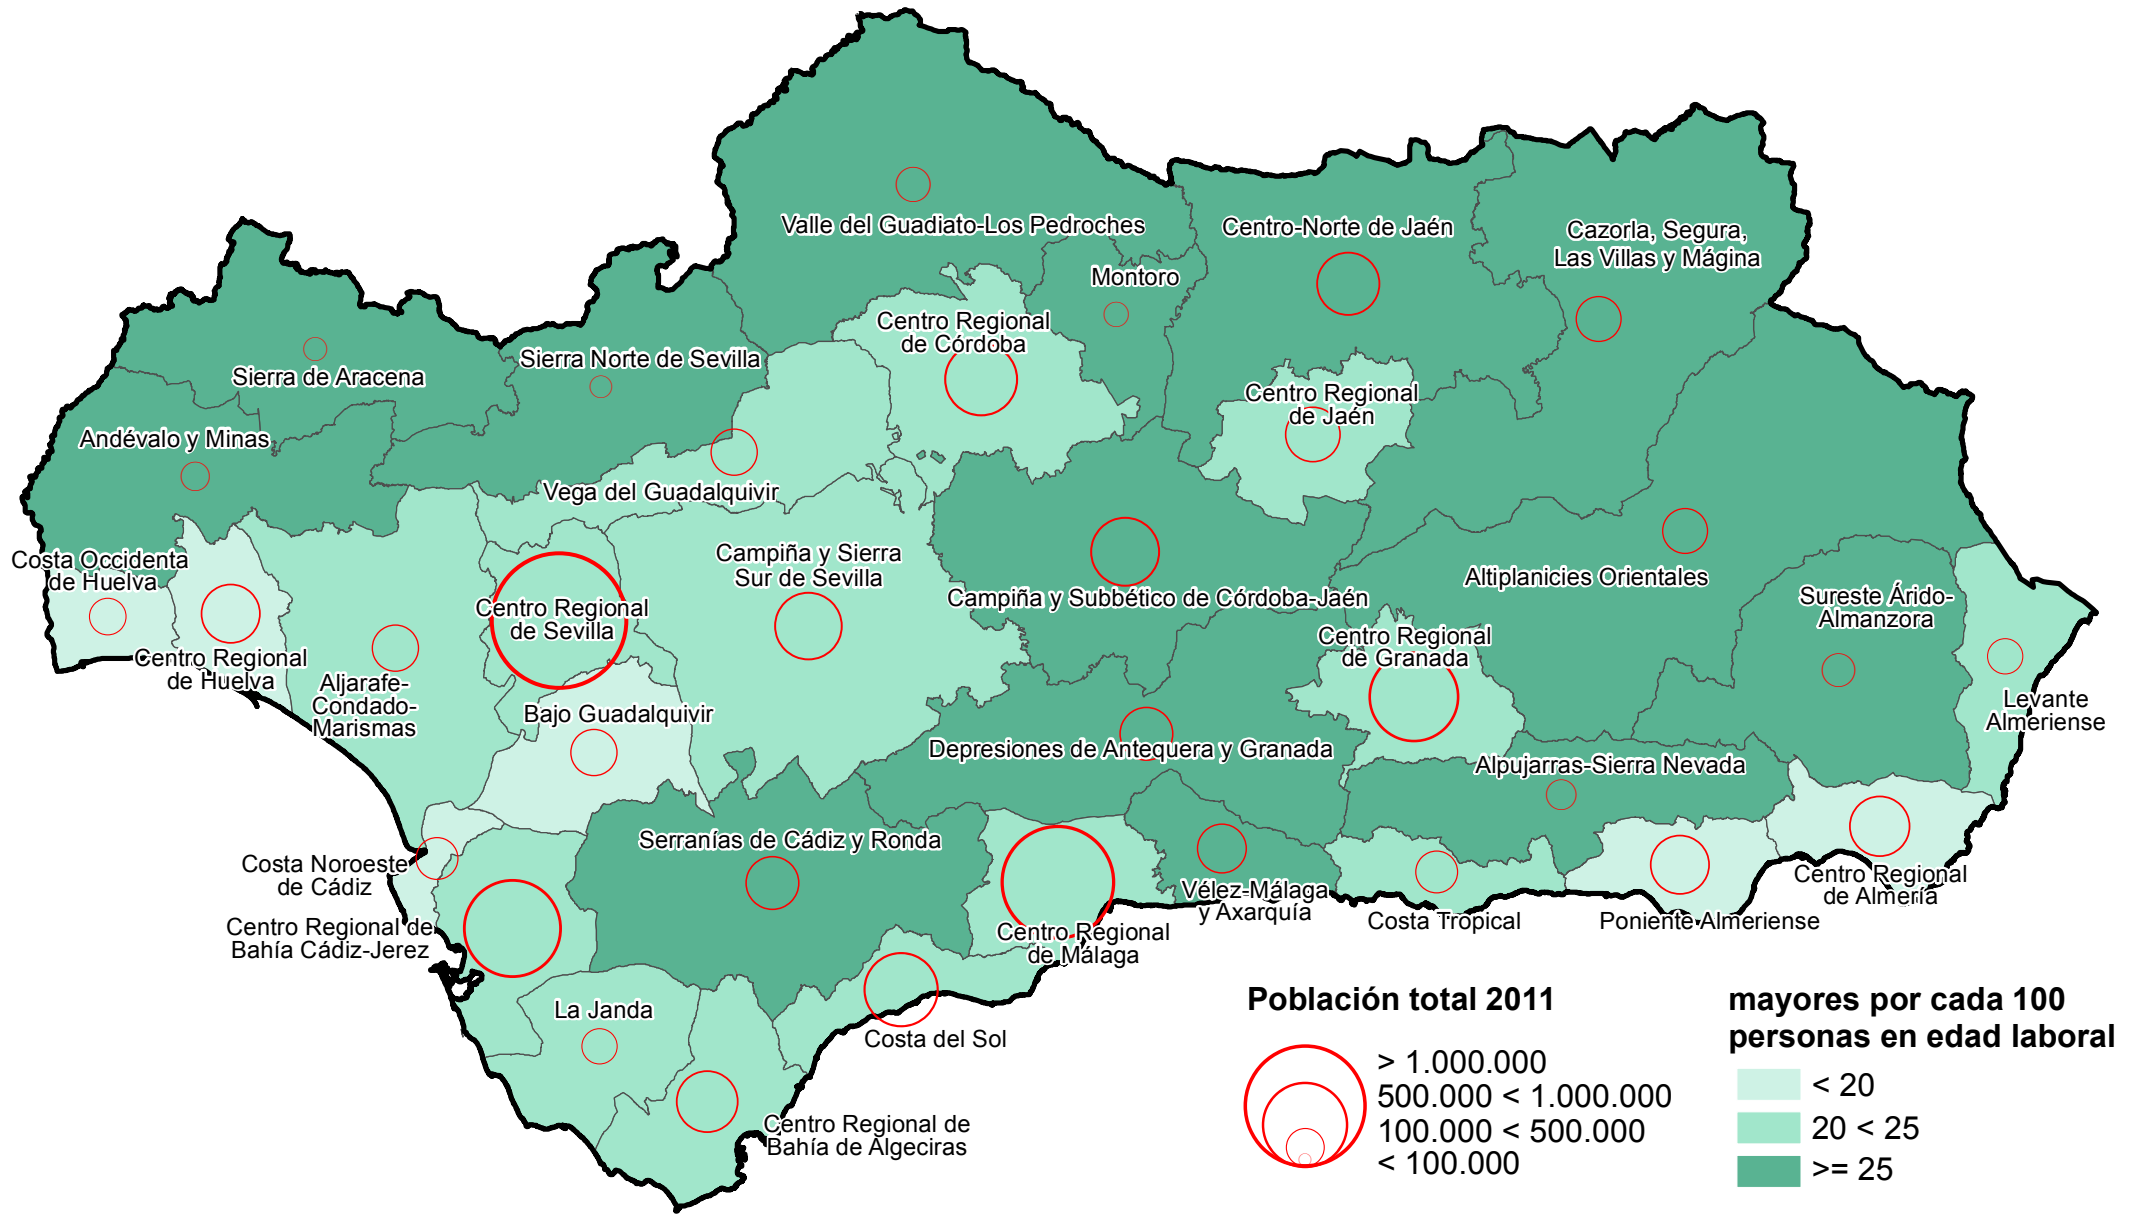 Valle del Guadiato-Los Pedroches
Centro-Norte de Jaén
Cazorla, Segura,
Las Villas y Mágina
Montoro
Centro Regional
de Córdoba
Sierra Norte de Sevilla
Sierra de Aracena
Centro Regional
de Jaén
Andévalo y Minas
Vega del Guadalquivir
Costa Occidenta
de Huelva
Campiña y Sierra
Sur de Sevilla
Centro Regional
de Sevilla
Campiña y Subbético de Córdoba-Jaén
Altiplanicies Orientales
Sureste Árido-
Almanzora
Centro Regional
de Granada
Centro Regional
de Huelva
Aljarafe-
Condado-
Marismas
Bajo Guadalquivir
Levante
Almeriense
Depresiones de Antequera y Granada
Alpujarras-Sierra Nevada
Serranías de Cádiz y Ronda
Costa Noroeste
de Cádiz
Vélez-Málaga
y Axarquía
Centro Regional
de Almería
Costa Tropical
Poniente Almeriense
Centro Regional de
Bahía Cádiz-Jerez
Centro Regional
de Málaga
La Janda
Costa del Sol
Centro Regional de
Bahía de Algeciras
Población total 2011
> 1.000.000
500.000 < 1.000.000
100.000 < 500.000
< 100.000
mayores por cada 100
personas en edad laboral
< 20
20 < 25
>= 25